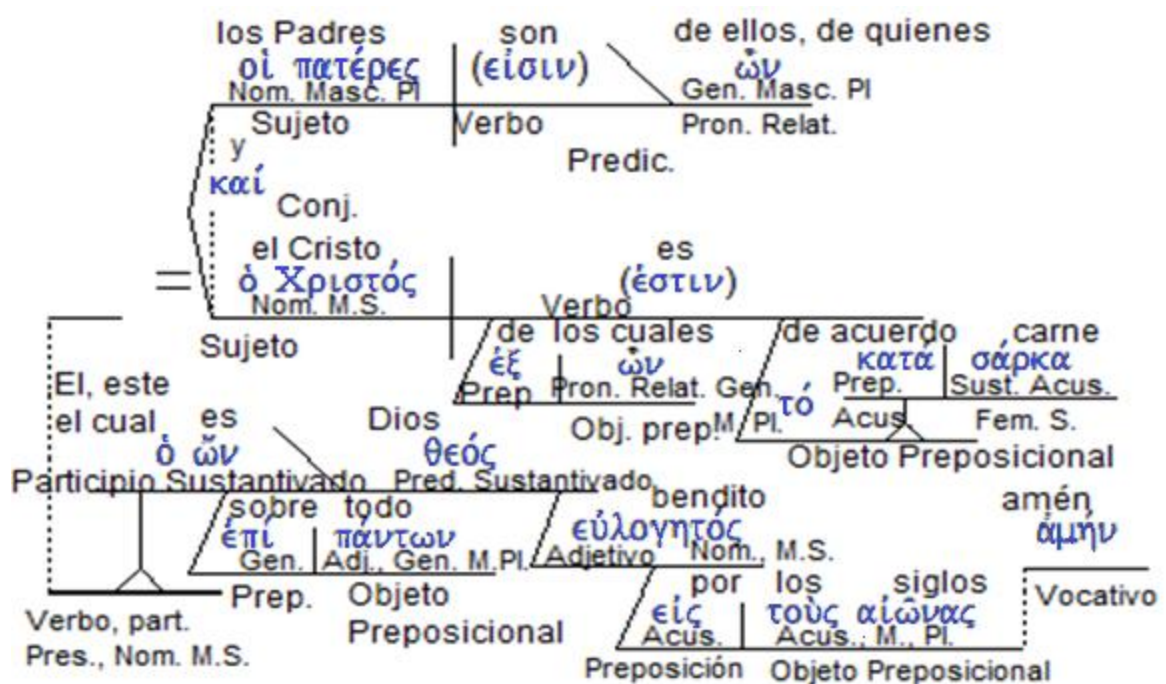 los Padres son de ellos, de quienes
οἱ πατέρες (εἰσιν) ὧν
Nom. Masc. Pl Gen. Masc. Pl
Sujeto Verbo Pron. Relat.
y Predic.
καί
Conj.
el Cristo es
= ὁ Χριστός (ἐστιν)
Nom. M.S. Verbo
Sujeto de los cuales de acuerdo carne
ἐξ ὧν κατά σάρκα
Prep Pron. Relat. Gen. τό Prep. Sust. Acus.
Obj. prep. M, Pl. Acus Fem. S.
Objeto Preposicional
El, este
el cual es Dios
ὁ ὤν θεός
Participio Sustantivado Pred. Sustantivado
sobre todo bendito amén
ἐπί πάντων εὐλογητός ἀμήν
Gen. Adj., Gen. M.Pl. Adjetivo Nom., M.S.
Prep. Objeto por los siglos Vocativo
Preposicional εἰς τοὺς αἰῶνας
Verbo, part. Acus. Acus., M., Pl.
Pres., Nom. M.S. Preposición Objeto Preposicional